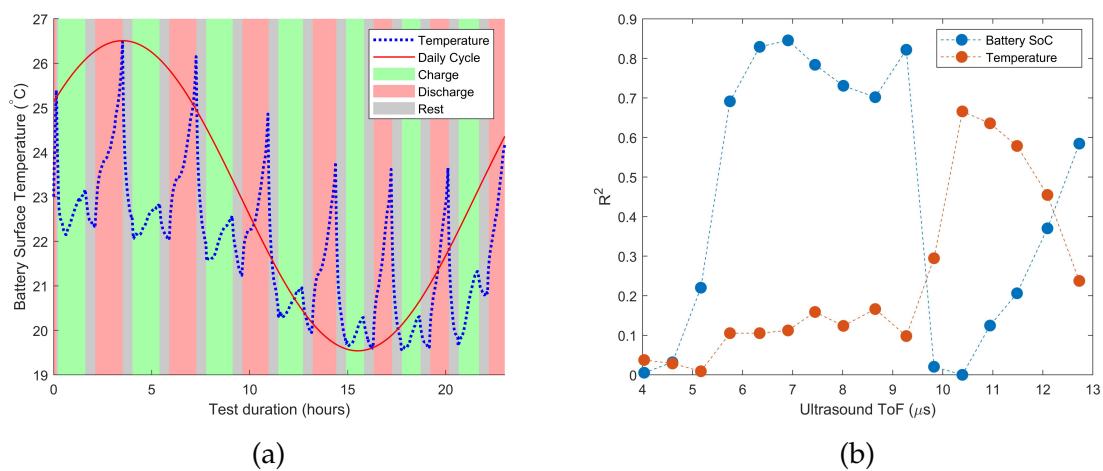 27
26
25
24
23
22
21
20
19
Battery Surface Temperature (°C)
0
5
10
15
20
Test duration (hours)
Temperature
Daily Cycle
Charge
Discharge
Rest
(a)
0.9
0.8
0.7
0.6
0.5
0.4
0.3
0.2
0.1
0
R²
4
5
6
7
8
9
10
11
12
13
Ultrasound ToF (μs)
Battery SoC
Temperature
(b)